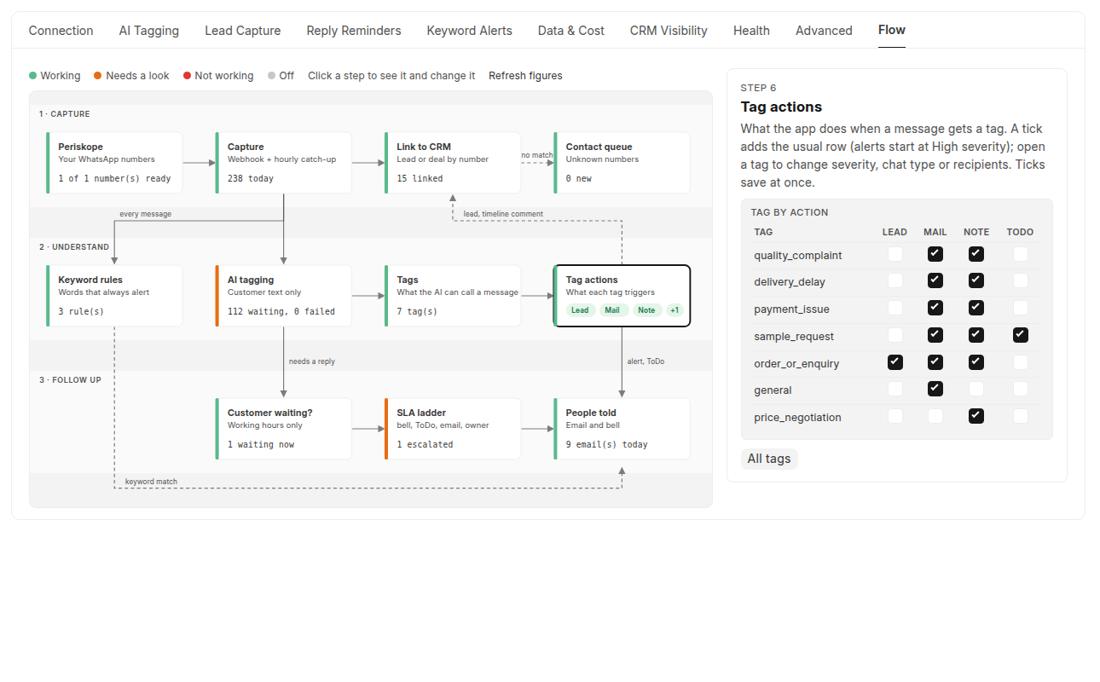 Connection AI Tagging Lead Capture Reply Reminders Keyword Alerts Data & Cost CRM Visibility Health Advanced Flow
Working Needs a look Not working Off Click a step to see it and change it Refresh figures
1 · CAPTURE
Periskope
Your WhatsApp numbers
1 of 1 number(s) ready
Capture
Webhook + hourly catch-up
238 today
Link to CRM
Lead or deal by number
15 linked
no match
Contact queue
Unknown numbers
0 new
every message
lead, timeline comment
2 · UNDERSTAND
Keyword rules
Words that always alert
3 rule(s)
AI tagging
Customer text only
112 waiting, 0 failed
Tags
What the AI can call a message
7 tag(s)
Tag actions
What each tag triggers
Lead Mail Note +1
needs a reply
alert, ToDo
3 · FOLLOW UP
Customer waiting?
Working hours only
1 waiting now
SLA ladder
bell, ToDo, email, owner
1 escalated
People told
Email and bell
9 email(s) today
keyword match
STEP 6
Tag actions
What the app does when a message gets a tag. A tick
adds the usual row (alerts start at High severity); open
a tag to change severity, chat type or recipients. Ticks
save at once.
TAG BY ACTION
TAG LEAD MAIL NOTE TODO
quality_complaint
delivery_delay
payment_issue
sample_request
order_or_enquiry
general
price_negotiation
All tags